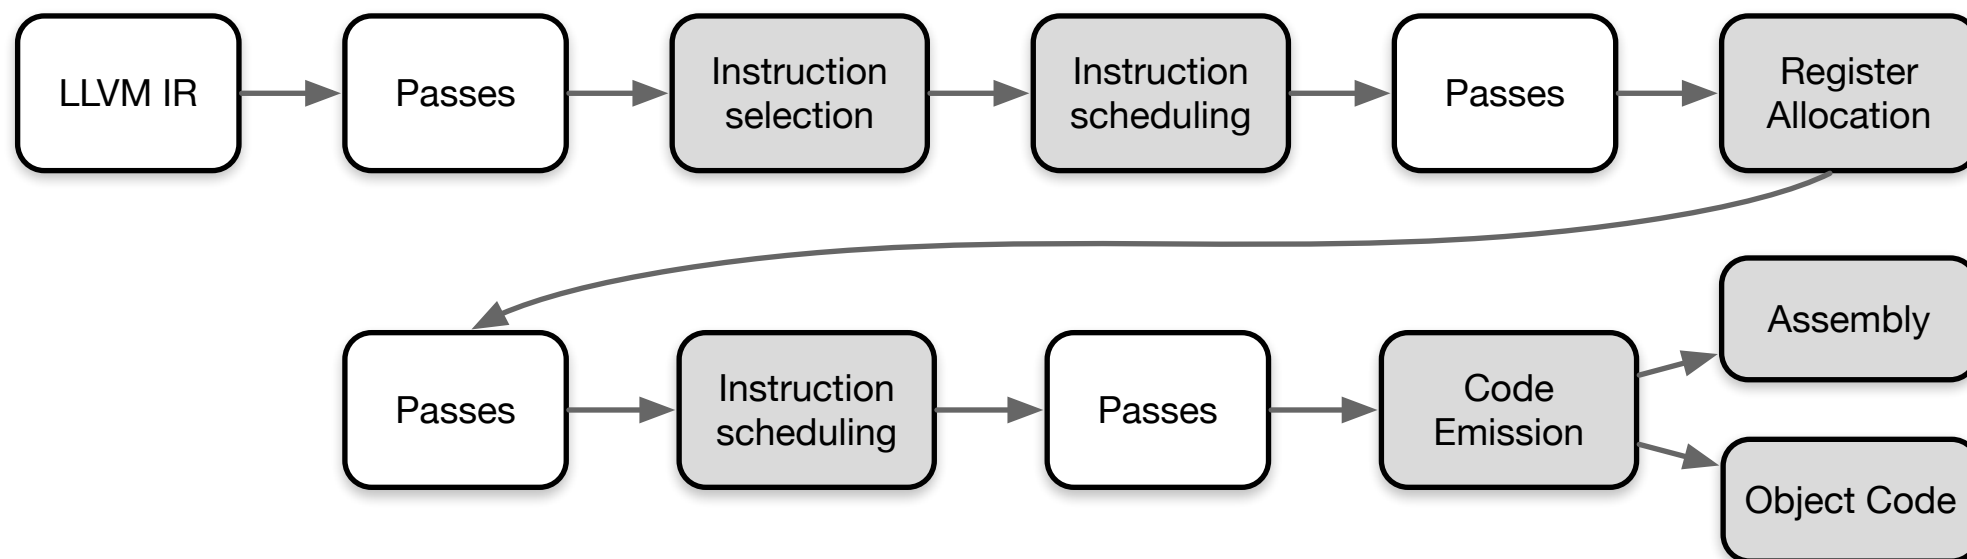 LLVM IR
Passes
Instruction
selection
Instruction
scheduling
Passes
Register
Allocation
Passes
Instruction
scheduling
Passes
Code
Emission
Assembly
Object Code